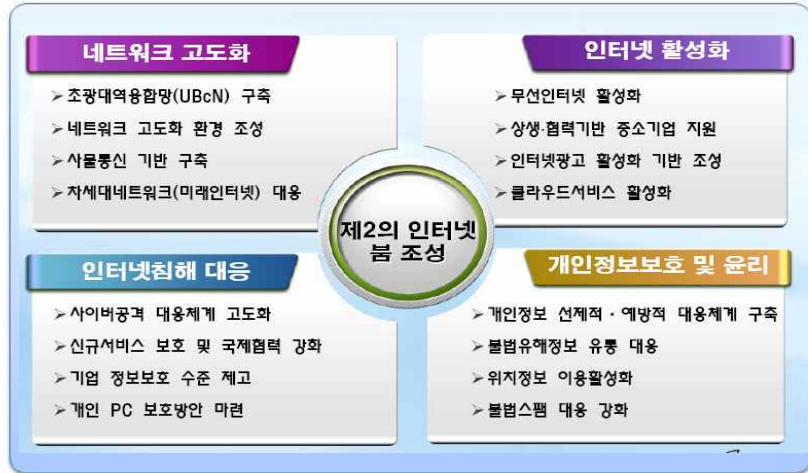 네트워크 고도화
➢초광대역융합망(UBcN) 구축
➢네트워크 고도화 환경 조성
➢사물통신 기반 구축
➢차세대네트워크(미래인터넷) 대응
인터넷 활성화
➢무선인터넷 활성화
➢상생·협력기반 중소기업 지원
➢인터넷광고 활성화 기반 조성
➢클라우드서비스 활성화
제2의 인터넷
붐 조성
인터넷침해 대응
➢사이버공격 대응체계 고도화
➢신규서비스 보호 및 국제협력 강화
➢기업 정보보호 수준 제고
➢개인 PC 보호방안 마련
개인정보보호 및 윤리
➢개인정보 선제적·예방적 대응체계 구축
➢불법유해정보 유통 대응
➢위치정보 이용활성화
➢불법스팸 대응 강화